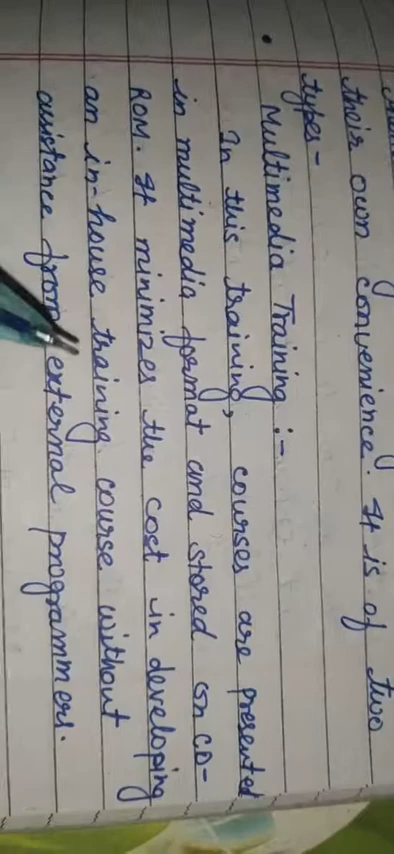 their own convenience. It is of two
types-
Multimedia Training :-
In this training, courses are presented
in multimedia format and stored on CD-
ROM. It minimizes the cost in developing
an in-house training course without
assistance from external programmers.